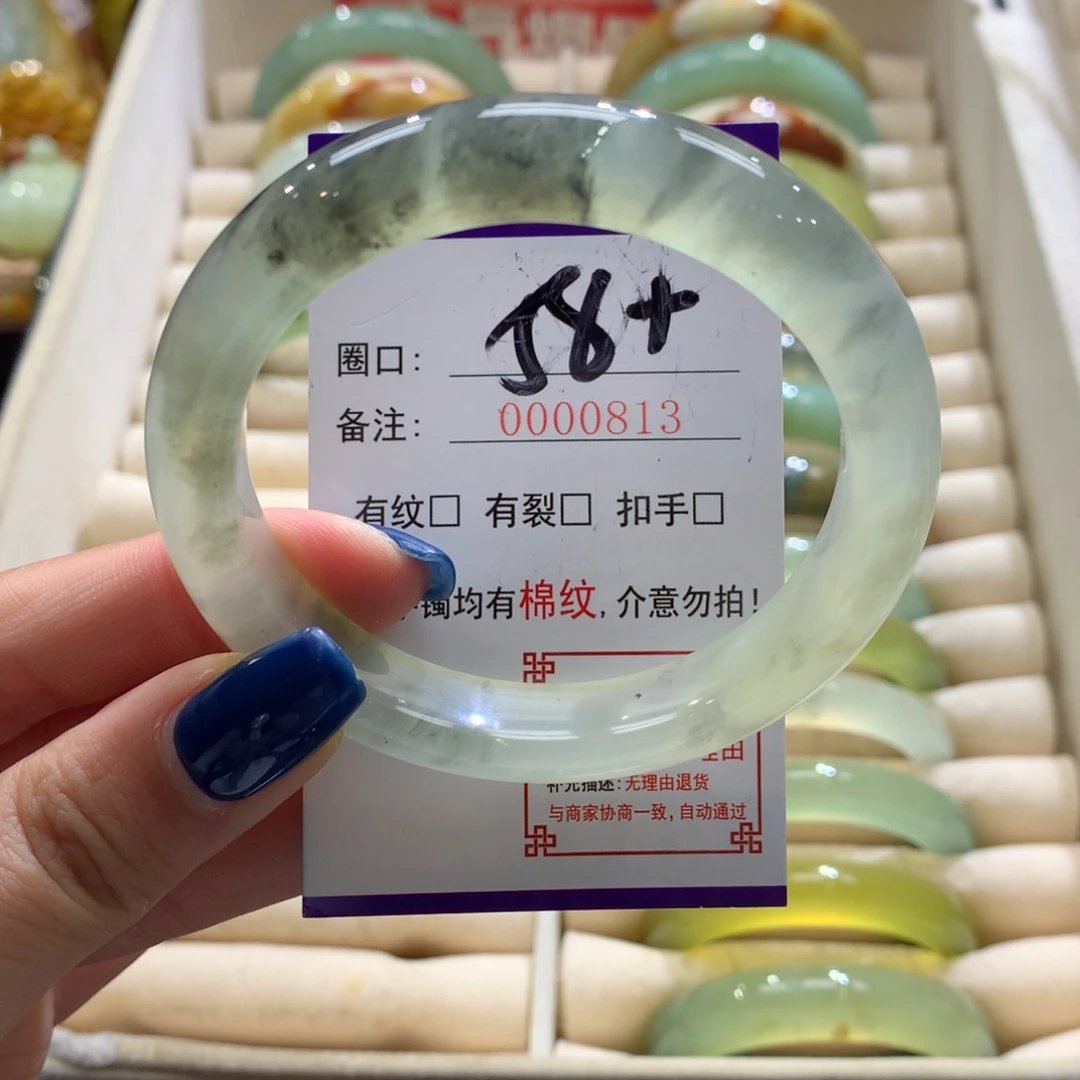 圈口: 58+
备注: 0000813
有纹□ 有裂□ 扣手□
镯均有棉纹,介意勿拍!
理由
补充描述:无理由退货
与商家协商一致,自动通过